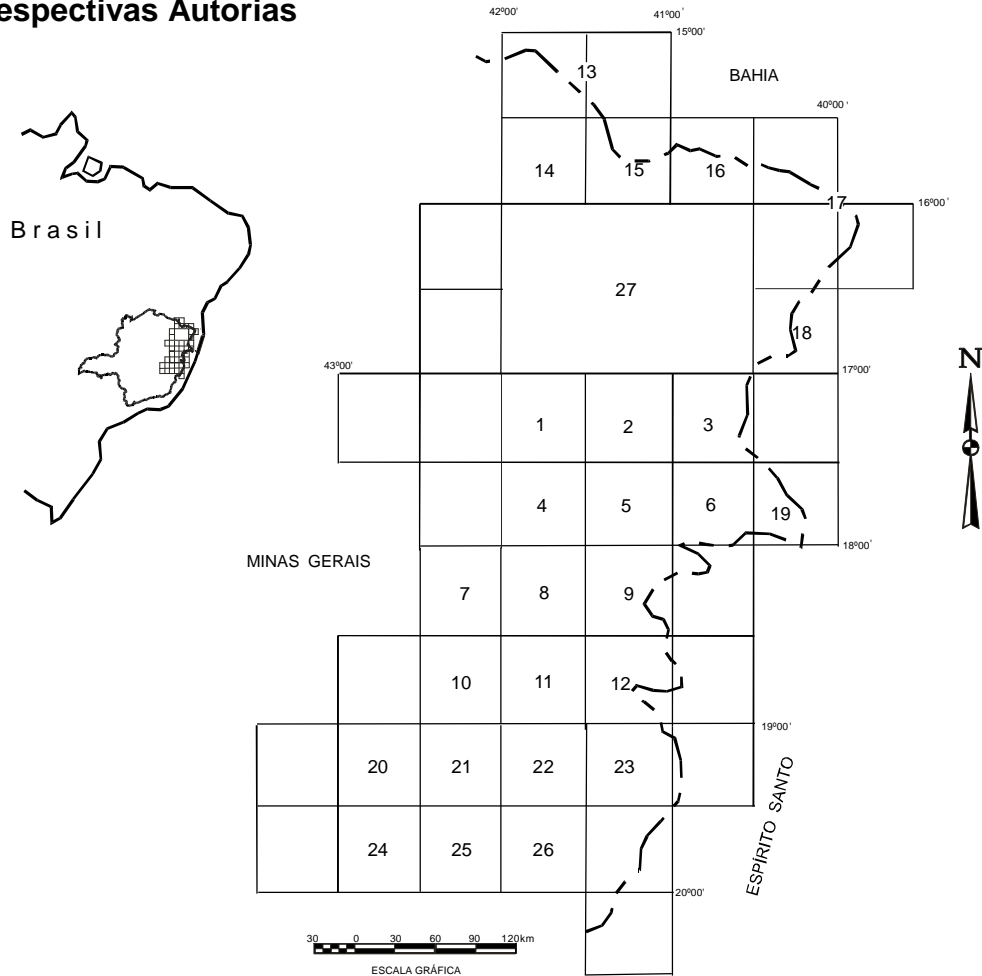 espectivas Autorias
42º00'
41º00'
15º00'
13
BAHIA
40º00'
14
15
16
17
16º00'
Brasil
27
18
43º00'
17º00'
N
1
2
3
4
5
6
19
18º00'
MINAS GERAIS
7
8
9
10
11
12
19º00'
20
21
22
23
ESPÍRITO SANTO
24
25
26
20º00'
30 0 30 60 90 120km
ESCALA GRÁFICA